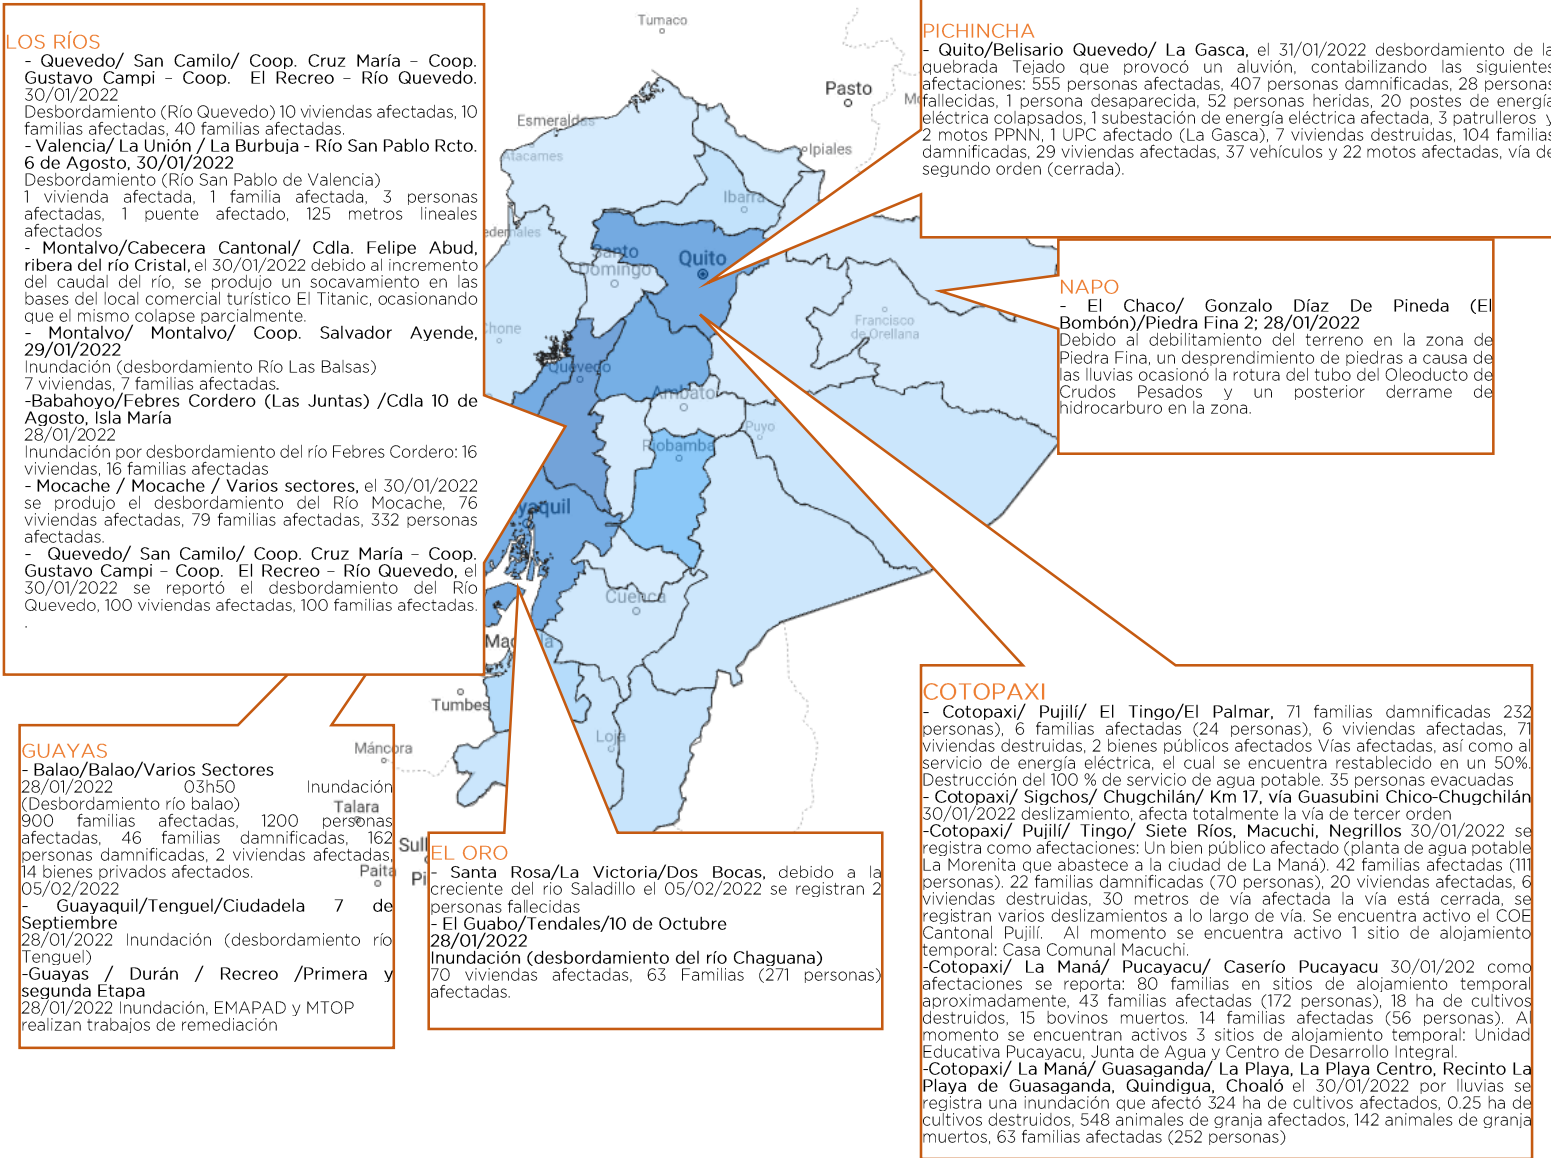 LOS RÍOS
- Quevedo/ San Camilo/ Coop. Cruz María – Coop.
Gustavo Campi – Coop. El Recreo – Río Quevedo.
30/01/2022
Desbordamiento (Río Quevedo) 10 viviendas afectadas, 10
familias afectadas, 40 familias afectadas.
- Valencia/ La Unión / La Burbuja - Río San Pablo Rcto.
6 de Agosto, 30/01/2022
Desbordamiento (Río San Pablo de Valencia)
1 vivienda afectada, 1 familia afectada, 3 personas
afectadas, 1 puente afectado, 125 metros lineales
afectados
- Montalvo/Cabecera Cantonal/ Cdla. Felipe Abud,
ribera del río Cristal, el 30/01/2022 debido al incremento
del caudal del río, se produjo un socavamiento en las
bases del local comercial turístico El Titanic, ocasionando
que el mismo colapse parcialmente.
- Montalvo/ Montalvo/ Coop. Salvador Ayende,
29/01/2022
Inundación (desbordamiento Río Las Balsas)
7 viviendas, 7 familias afectadas.
-Babahoyo/Febres Cordero (Las Juntas) /Cdla 10 de
Agosto, Isla María
28/01/2022
Inundación por desbordamiento del río Febres Cordero: 16
viviendas, 16 familias afectadas
- Mocache / Mocache / Varios sectores, el 30/01/2022
se produjo el desbordamiento del Río Mocache, 76
viviendas afectadas, 79 familias afectadas, 332 personas
afectadas.
- Quevedo/ San Camilo/ Coop. Cruz María – Coop.
Gustavo Campi – Coop. El Recreo – Río Quevedo, el
30/01/2022 se reportó el desbordamiento del Río
Quevedo, 100 viviendas afectadas, 100 familias afectadas.
.
PICHINCHA
- Quito/Belisario Quevedo/ La Gasca, el 31/01/2022 desbordamiento de la
quebrada Tejado que provocó un aluvión, contabilizando las siguientes
afectaciones: 555 personas afectadas, 407 personas damnificadas, 28 personas
fallecidas, 1 persona desaparecida, 52 personas heridas, 20 postes de energía
eléctrica colapsados, 1 subestación de energía eléctrica afectada, 3 patrulleros y
2 motos PPNN, 1 UPC afectado (La Gasca), 7 viviendas destruidas, 104 familias
damnificadas, 29 viviendas afectadas, 37 vehículos y 22 motos afectadas, vía de
segundo orden (cerrada).
NAPO
- El Chaco/ Gonzalo Díaz De Pineda (El
Bombón)/Piedra Fina 2; 28/01/2022
Debido al debilitamiento del terreno en la zona de
Piedra Fina, un desprendimiento de piedras a causa de
las lluvias ocasionó la rotura del tubo del Oleoducto de
Crudos Pesados y un posterior derrame de
hidrocarburo en la zona.
Tumaco
Pasto
Mo
Esmeraldas
Atacames
Ipiales
Ibarra
edernales
Santo
Domingo
Quito
Chone
Francisco
de Orellana
Quevedo
Ambato
Puyo
Riobamba
yaquil
Cuenca
Mac la
Tumbes
Loja
Máncora
Talara
Sull
Paita
Pi
GUAYAS
- Balao/Balao/Varios Sectores
28/01/2022 03h50 Inundación
(Desbordamiento río balao)
900 familias afectadas, 1200 personas
afectadas, 46 familias damnificadas, 162
personas damnificadas, 2 viviendas afectadas,
14 bienes privados afectados.
05/02/2022
- Guayaquil/Tenguel/Ciudadela 7 de
Septiembre
28/01/2022 Inundación (desbordamiento río
Tenguel)
-Guayas / Durán / Recreo /Primera y
segunda Etapa
28/01/2022 Inundación, EMAPAD y MTOP
realizan trabajos de remediación
EL ORO
- Santa Rosa/La Victoria/Dos Bocas, debido a la
creciente del río Saladillo el 05/02/2022 se registran 2
personas fallecidas
- El Guabo/Tendales/10 de Octubre
28/01/2022
Inundación (desbordamiento del río Chaguana)
70 viviendas afectadas, 63 Familias (271 personas)
afectadas.
COTOPAXI
- Cotopaxi/ Pujilí/ El Tingo/El Palmar, 71 familias damnificadas 232
personas), 6 familias afectadas (24 personas), 6 viviendas afectadas, 71
viviendas destruidas, 2 bienes públicos afectados Vías afectadas, así como al
servicio de energía eléctrica, el cual se encuentra restablecido en un 50%.
Destrucción del 100 % de servicio de agua potable. 35 personas evacuadas
- Cotopaxi/ Sigchos/ Chugchilán/ Km 17, vía Guasubini Chico-Chugchilán
30/01/2022 deslizamiento, afecta totalmente la vía de tercer orden
-Cotopaxi/ Pujilí/ Tingo/ Siete Ríos, Macuchi, Negrillos 30/01/2022 se
registra como afectaciones: Un bien público afectado (planta de agua potable
La Morenita que abastece a la ciudad de La Maná). 42 familias afectadas (111
personas). 22 familias damnificadas (70 personas), 20 viviendas afectadas, 6
viviendas destruidas, 30 metros de vía afectada la vía está cerrada, se
registran varios deslizamientos a lo largo de vía. Se encuentra activo el COE
Cantonal Pujilí. Al momento se encuentra activo 1 sitio de alojamiento
temporal: Casa Comunal Macuchi.
-Cotopaxi/ La Maná/ Pucayacu/ Caserío Pucayacu 30/01/202 como
afectaciones se reporta: 80 familias en sitios de alojamiento temporal
aproximadamente, 43 familias afectadas (172 personas), 18 ha de cultivos
destruidos, 15 bovinos muertos. 14 familias afectadas (56 personas). Al
momento se encuentran activos 3 sitios de alojamiento temporal: Unidad
Educativa Pucayacu, Junta de Agua y Centro de Desarrollo Integral.
-Cotopaxi/ La Maná/ Guasaganda/ La Playa, La Playa Centro, Recinto La
Playa de Guasaganda, Quindigua, Choaló el 30/01/2022 por lluvias se
registra una inundación que afectó 324 ha de cultivos afectados, 0.25 ha de
cultivos destruidos, 548 animales de granja afectados, 142 animales de granja
muertos, 63 familias afectadas (252 personas)